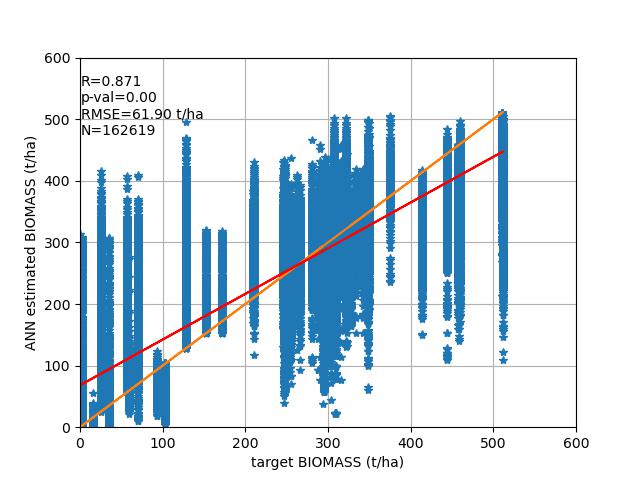 600
500
400
300
200
100
0
ANN estimated BIOMASS (t/ha)
R=0.871
p-val=0.00
RMSE=61.90 t/ha
N=162619
0 100 200 300 400 500 600
target BIOMASS (t/ha)